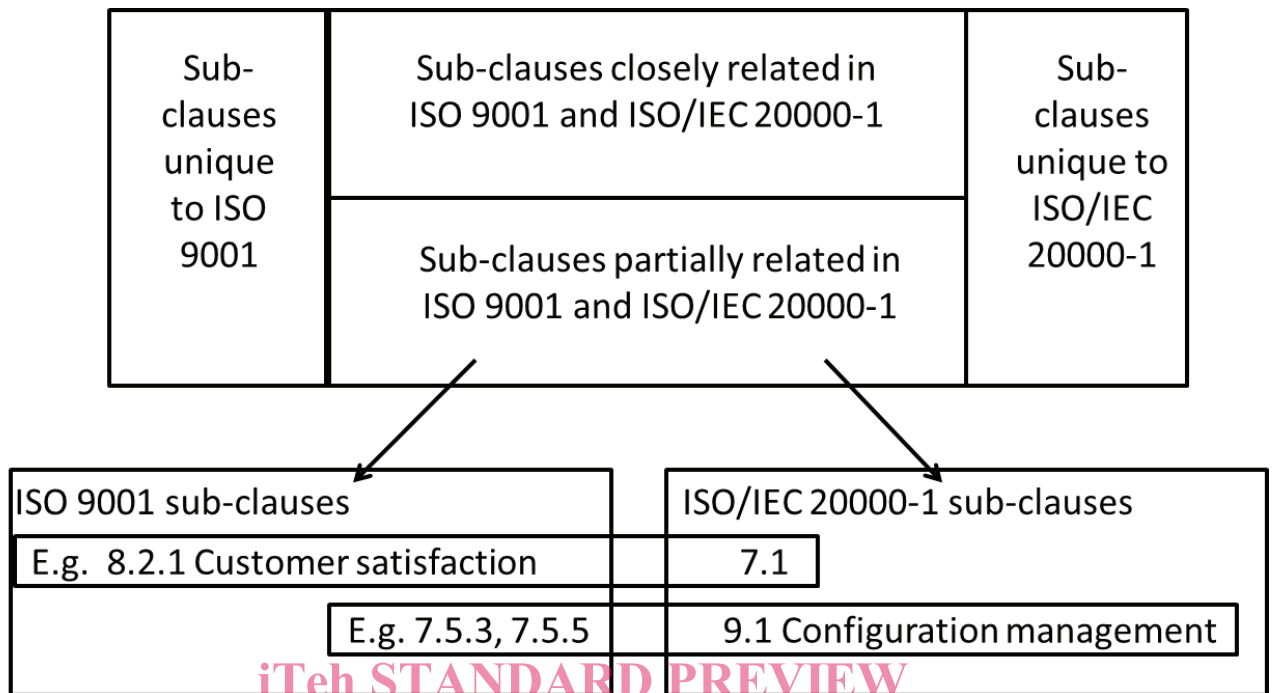 Sub-
clauses
unique
to ISO
9001
Sub-clauses closely related in
ISO 9001 and ISO/IEC 20000-1
Sub-clauses partially related in
ISO 9001 and ISO/IEC 20000-1
Sub-
clauses
unique to
ISO/IEC
20000-1
ISO 9001 sub-clauses
ISO/IEC 20000-1 sub-clauses
E.g. 8.2.1 Customer satisfaction 7.1
E.g. 7.5.3, 7.5.5 9.1 Configuration management
iTeh STANDARD PREVIEW